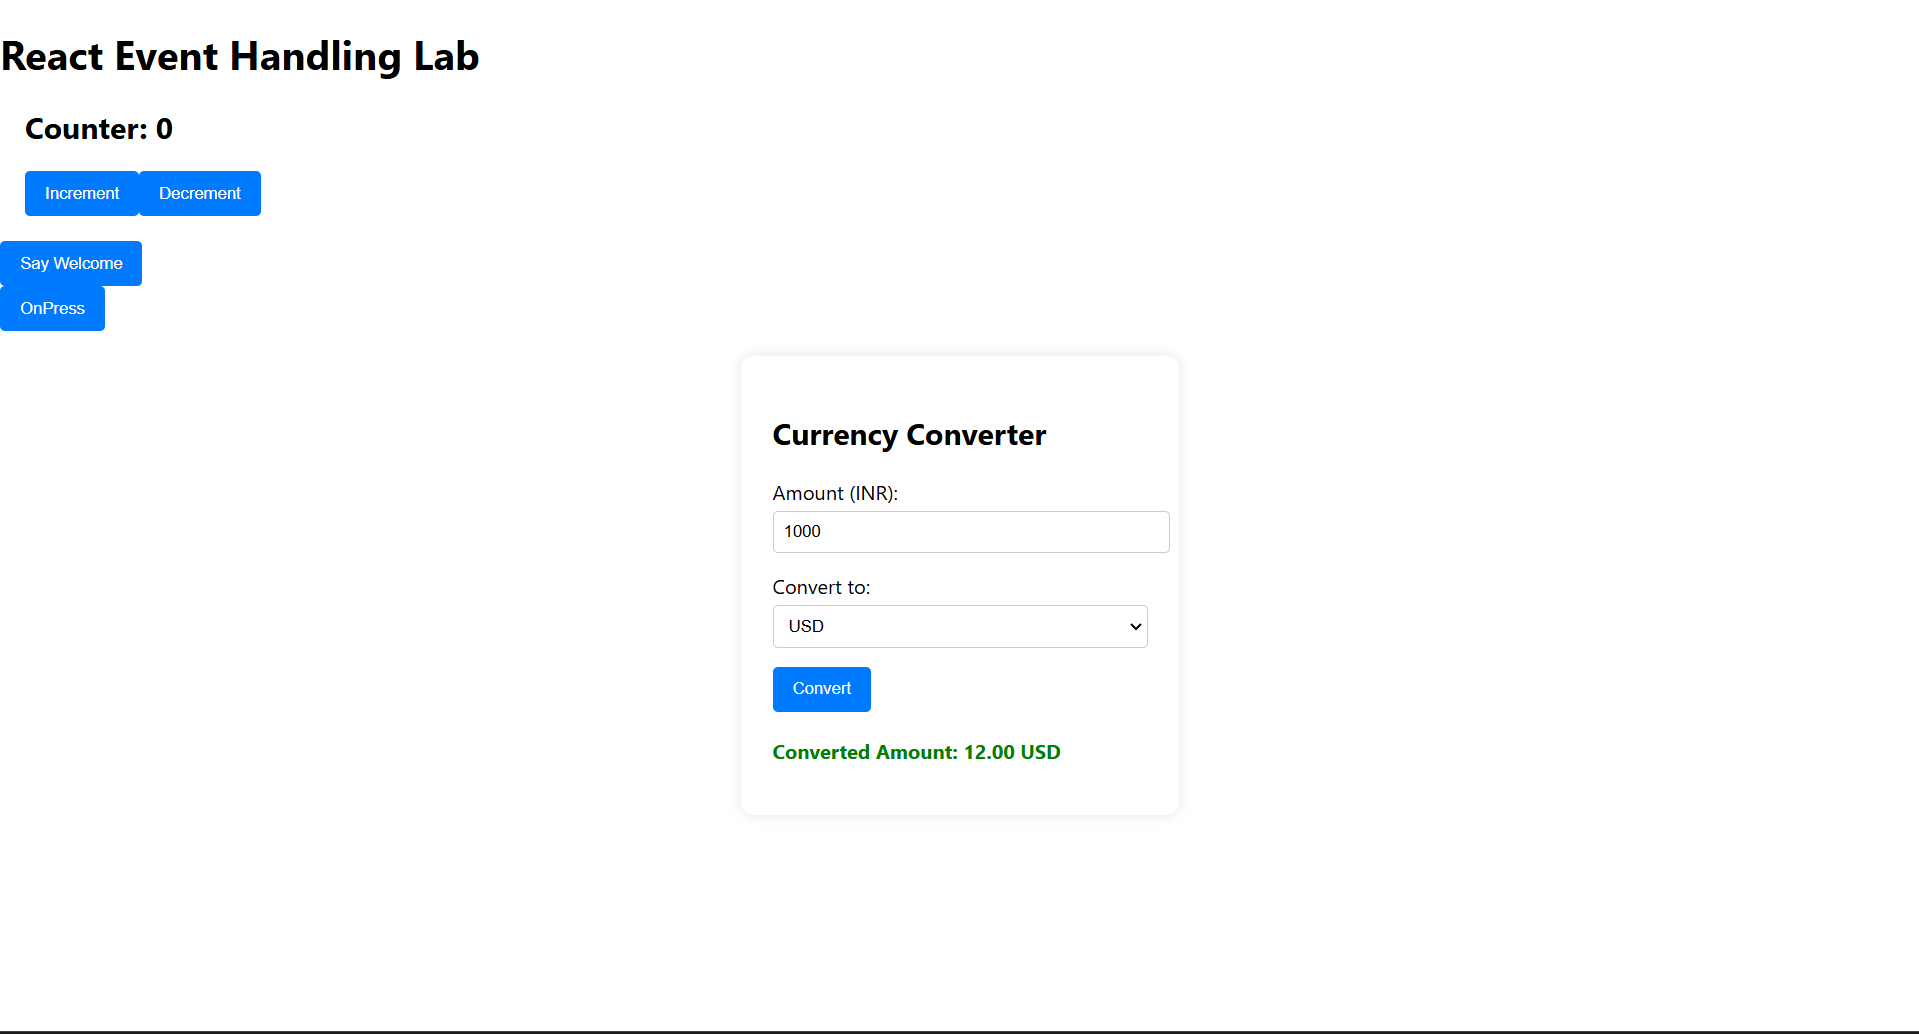 React Event Handling Lab
Counter: 0
Increment Decrement
Say Welcome
OnPress
Currency Converter
Amount (INR):
1000
Convert to:
USD
Convert
Converted Amount: 12.00 USD